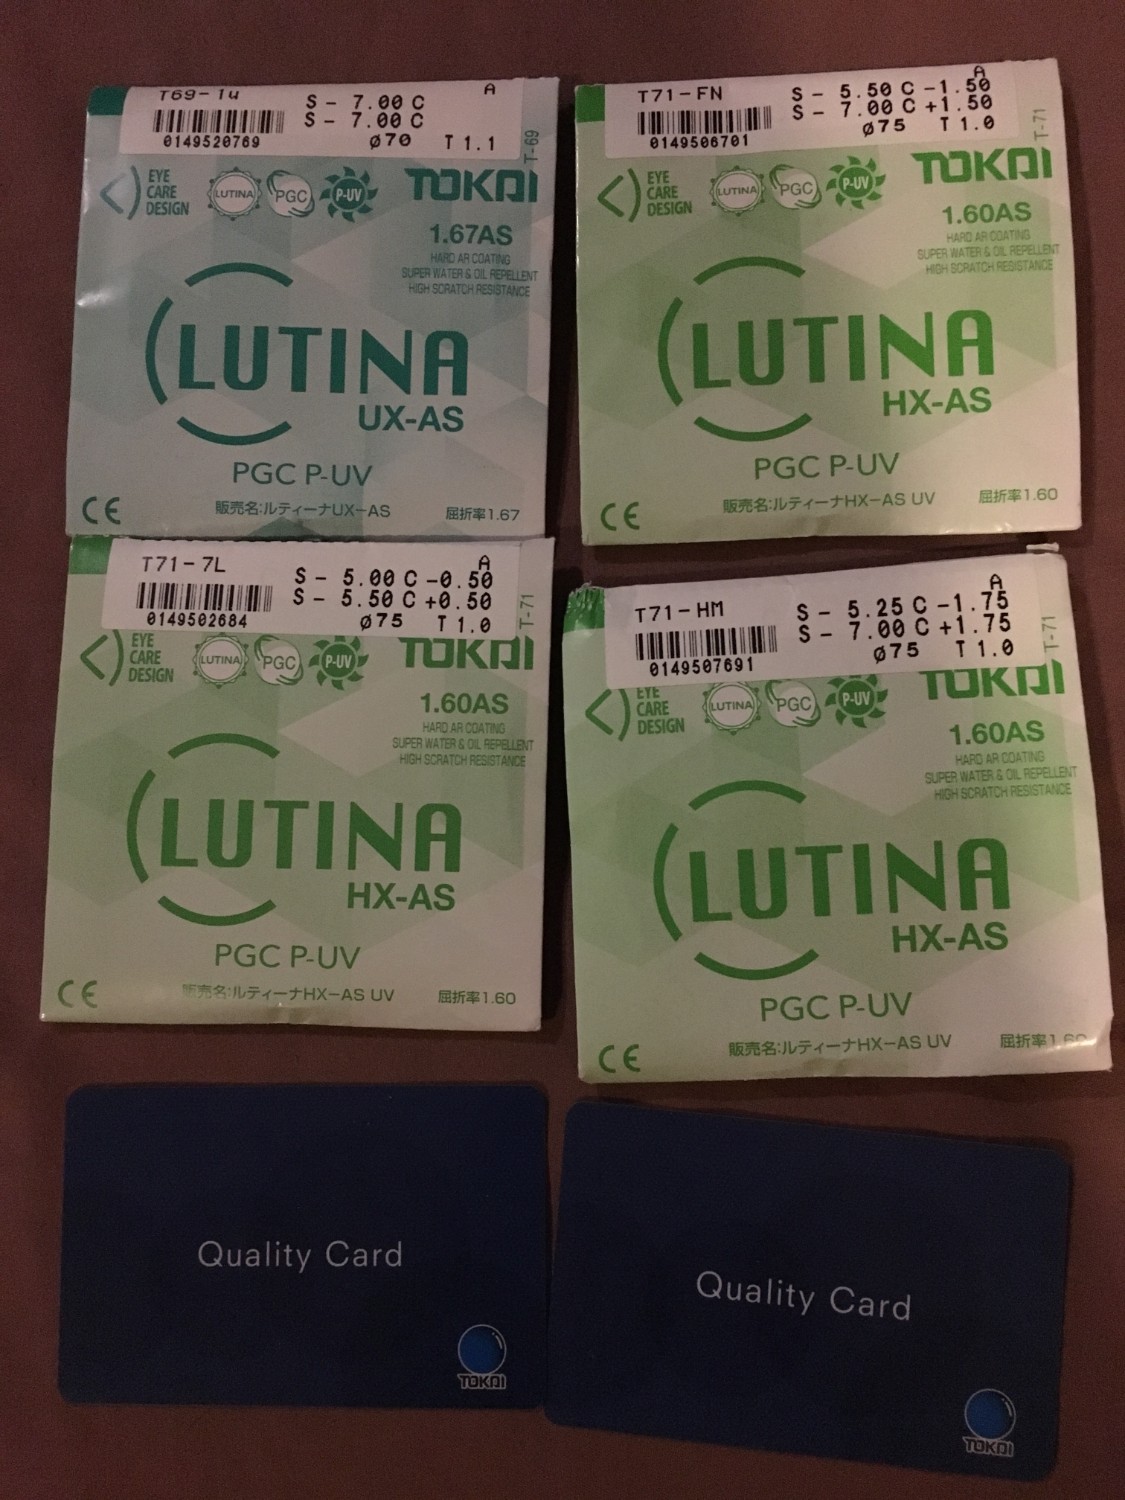 T69-1u
A
S - 7.00 C
S - 7.00 C
0149520769
ø70 T 1.1
T-69
EYE
CARE
DESIGN
LUTINA
PGC
P-UV
TOKAI
1.67AS
HARD AR COATING
SUPER WATER & OIL REPELLENT
HIGH SCRATCH RESISTANCE
LUTINA
UX-AS
PGC P-UV
CE 販売名:ルティーナUX-AS 屈折率1.67
T71-FN
A
S - 5.50 C -1.50
S - 7.00 C +1.50
0149506701
ø75 T 1.0
T-71
EYE
CARE
DESIGN
LUTINA
PGC
P-UV
TOKAI
1.60AS
HARD AR COATING
SUPER WATER & OIL REPELLENT
HIGH SCRATCH RESISTANCE
LUTINA
HX-AS
PGC P-UV
CE 販売名:ルティーナHX-AS UV 屈折率1.60
T71-7L
A
S - 5.00 C -0.50
S - 5.50 C +0.50
0149502684
ø75 T 1.0
T-71
EYE
CARE
DESIGN
LUTINA
PGC
P-UV
TOKAI
1.60AS
HARD AR COATING
SUPER WATER & OIL REPELLENT
HIGH SCRATCH RESISTANCE
LUTINA
HX-AS
PGC P-UV
CE 販売名:ルティーナHX-AS UV 屈折率1.60
T71-HM
A
S - 5.25 C -1.75
S - 7.00 C +1.75
0149507691
ø75 T 1.0
T-71
EYE
CARE
DESIGN
LUTINA
PGC
P-UV
TOKAI
1.60AS
HARD AR COATING
SUPER WATER & OIL REPELLENT
HIGH SCRATCH RESISTANCE
LUTINA
HX-AS
PGC P-UV
CE 販売名:ルティーナHX-AS UV 屈折率1.60
Quality Card
TOKAI
Quality Card
TOKAI